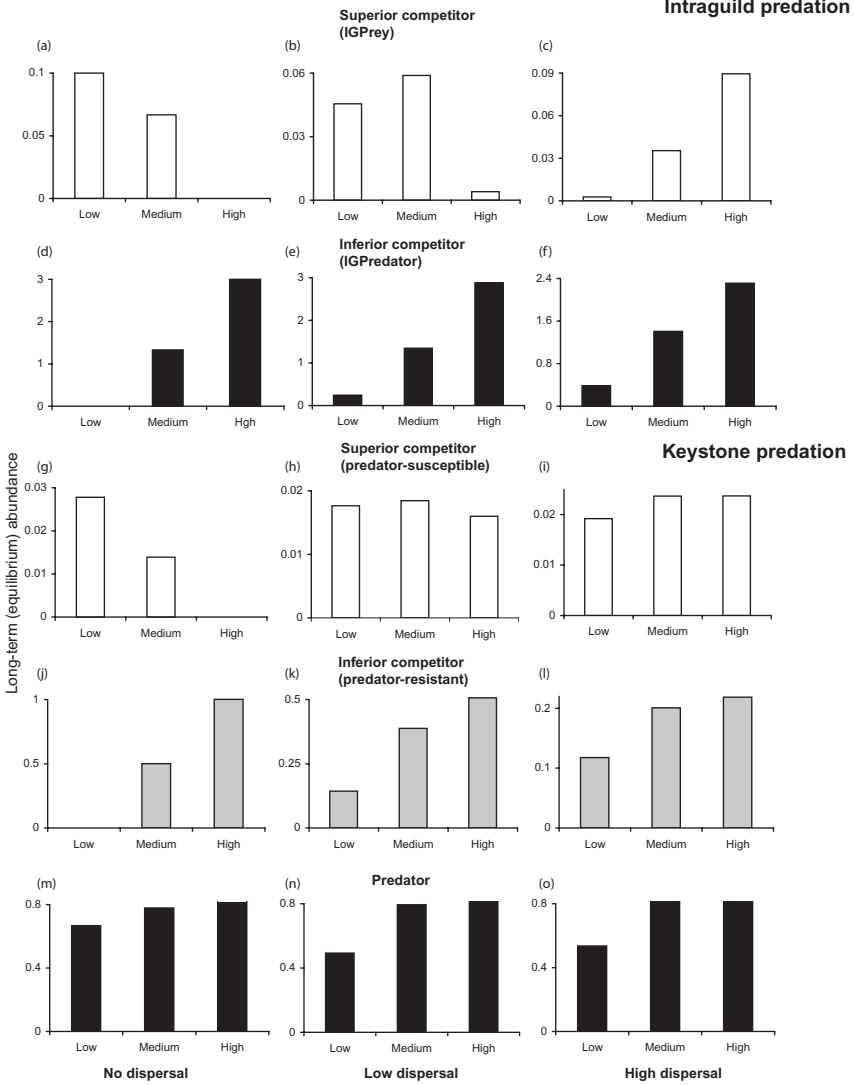 Intraguild predation
Superior competitor
(IGPrey)
(a)
(b)
(c)
0.1
0.05
0
Low Medium High
0.06
0.03
0
Low Medium High
0.09
0.06
0.03
0
Low Medium High
Inferior competitor
(IGPredator)
(d)
(e)
(f)
3
2
1
0
Low Medium Hgh
3
2
1
0
Low Medium High
2.4
1.6
0.8
0
Low Medium High
Long-term (equilibrium) abundance
Keystone predation
Superior competitor
(predator-susceptible)
(g)
(h)
(i)
0.03
0.02
0.01
0
Low Medium High
0.02
0.01
0
Low Medium High
0.02
0.01
0
Low Medium High
Inferior competitor
(predator-resistant)
(j)
(k)
(l)
1
0.5
0
Low Medium High
0.5
0.25
0
Low Medium High
0.2
0.1
0
Low Medium High
Predator
(m)
(n)
(o)
0.8
0.4
0
Low Medium High
0.8
0.4
0
Low Medium High
0.8
0.4
0
Low Medium High
No dispersal
Low dispersal
High dispersal